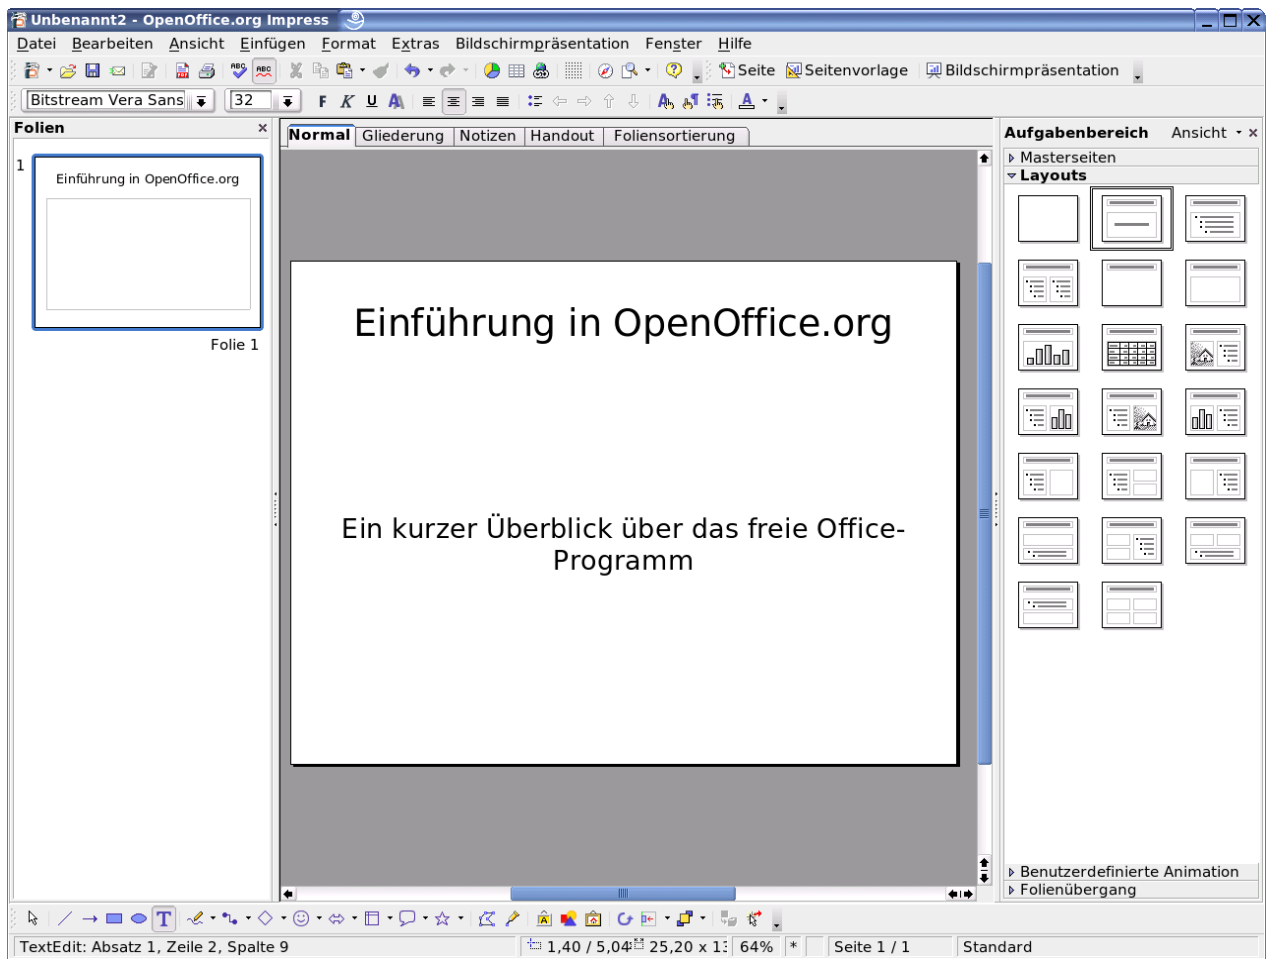 Unbenannt2 - OpenOffice.org Impress
Datei Bearbeiten Ansicht Einfügen Format Extras Bildschirmpräsentation Fenster Hilfe
Seite Seitenvorlage Bildschirmpräsentation
Bitstream Vera Sans 32 F K U A
Folien
1
Einführung in OpenOffice.org
Folie 1
Normal Gliederung Notizen Handout Foliensortierung
Einführung in OpenOffice.org
Ein kurzer Überblick über das freie Office-
Programm
Aufgabenbereich Ansicht
Masterseiten
Layouts
Benutzerdefinierte Animation
Folienübergang
TextEdit: Absatz 1, Zeile 2, Spalte 9 1,40 / 5,04 25,20 x 13 64% * Seite 1 / 1 Standard